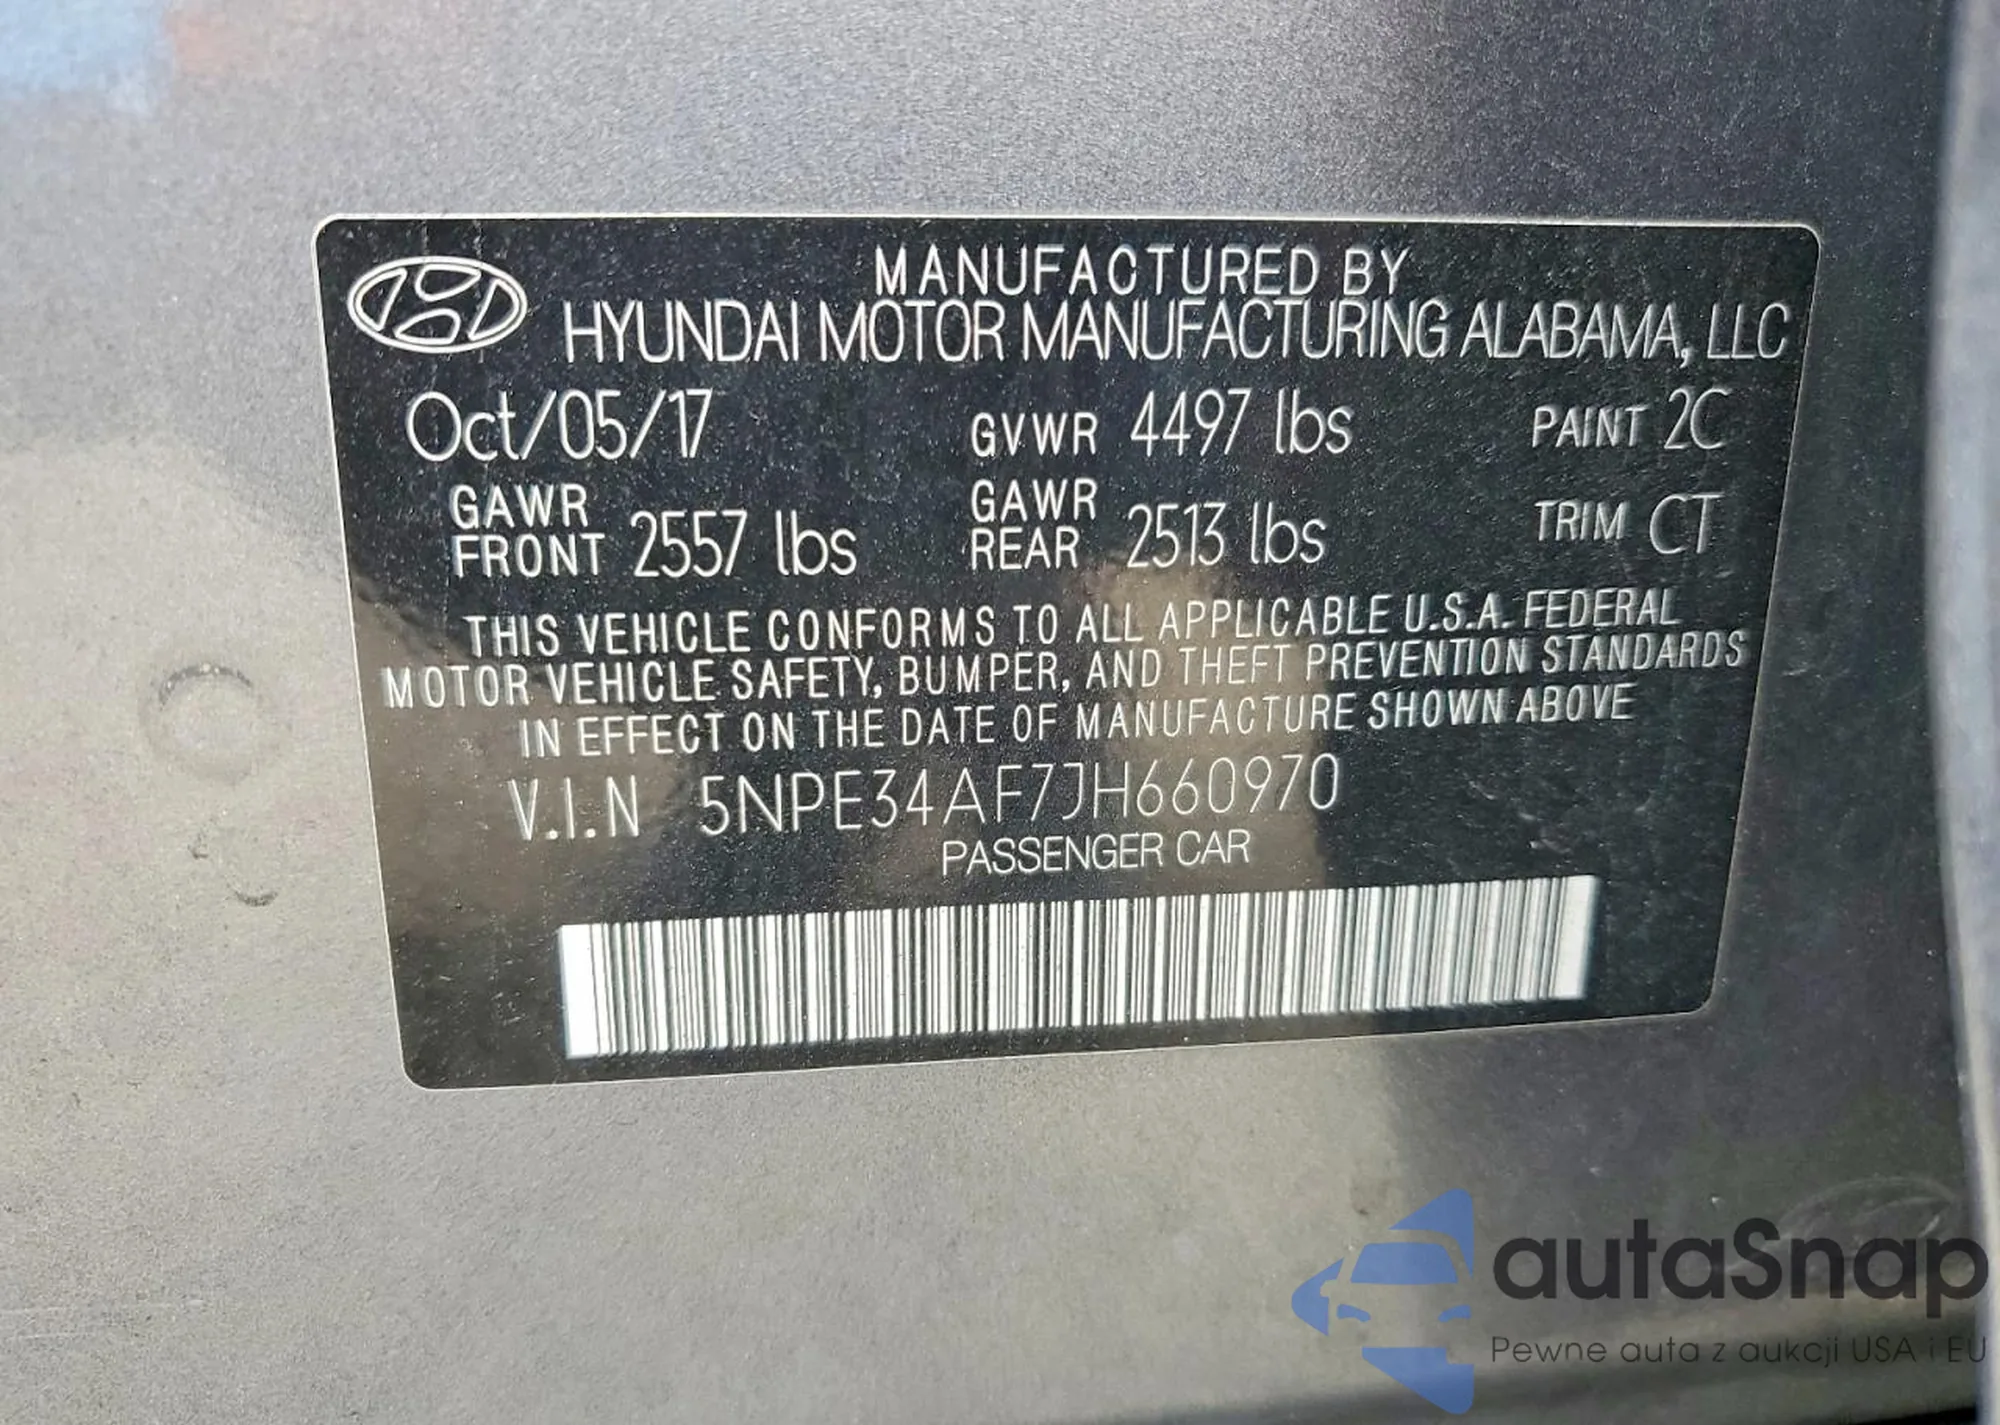 MANUFACTURED BY
HYUNDAI MOTOR MANUFACTURING ALABAMA, LLC
Oct/05/17 GVWR 4497 lbs PAINT 2C
GAWR FRONT 2557 lbs GAWR REAR 2513 lbs TRIM CT
THIS VEHICLE CONFORMS TO ALL APPLICABLE U.S.A. FEDERAL
MOTOR VEHICLE SAFETY, BUMPER, AND THEFT PREVENTION STANDARDS
IN EFFECT ON THE DATE OF MANUFACTURE SHOWN ABOVE
V.I.N 5NPE34AF7JH660970
PASSENGER CAR
autaSnap
Pewne auta z aukcji USA i EU